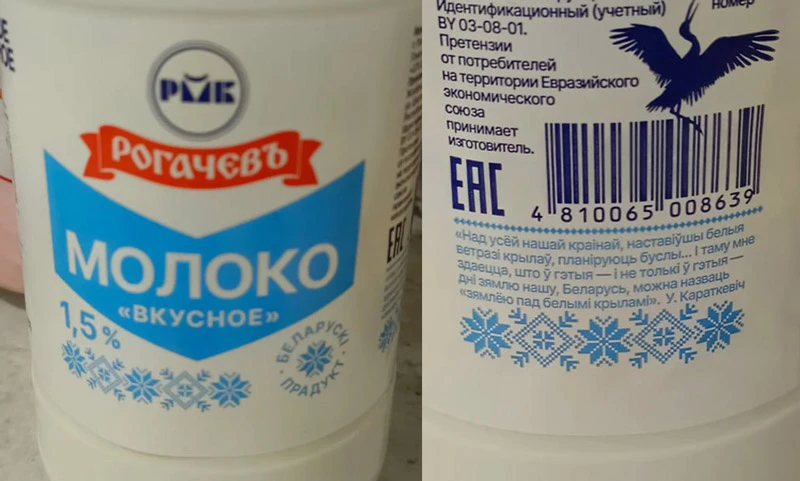 РМК
РОГАЧЕВЪ
МОЛОКО
«ВКУСНОЕ»
1,5%
БЕЛАРУСКІ
ПРАДУКТ
EAC
Идентификационный (учетный)
номер
BY 03-08-01.
Претензии
от потребителей
на территории Евразийского
экономического
союза
принимает
изготовитель.
EAC
4 810065 008639
«Над усёй нашай краінай, наставіўшы белыя
ветразі крылаў, планіруюць буслы... І таму мне
здаецца, што ў гэтыя — і не толькі ў гэтыя —
дні зямлю нашу, Беларусь, можна назваць
«зямлёю пад белымі крыламі». У. Караткевіч